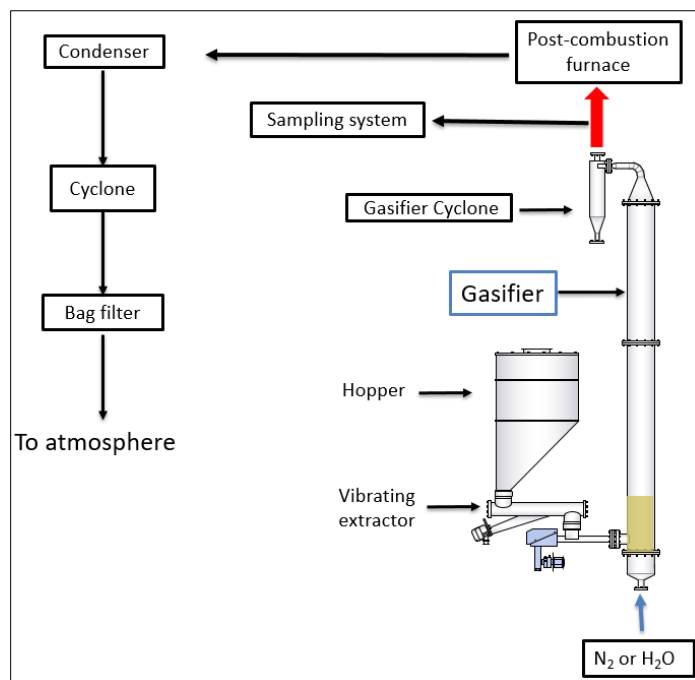 Condenser
Post-combustion
furnace
Sampling system
Cyclone
Gasifier Cyclone
Gasifier
Bag filter
Hopper
To atmosphere
Vibrating
extractor
N₂ or H₂O